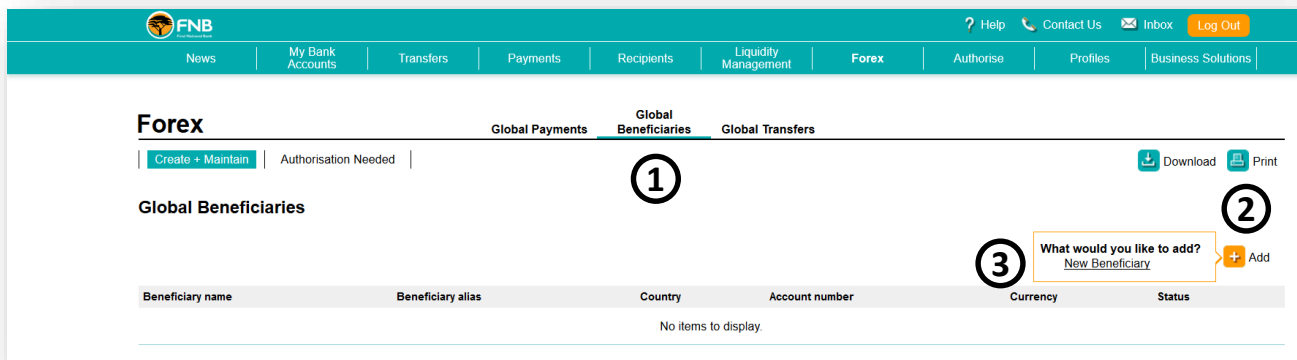 FNB
First National Bank
? Help Contact Us Inbox Log Out
News My Bank Accounts Transfers Payments Recipients Liquidity Management Forex Authorise Profiles Business Solutions
Forex Global Payments Global Beneficiaries Global Transfers
Create + Maintain Authorisation Needed
1
Download Print
Global Beneficiaries
2
What would you like to add?
3 New Beneficiary
+ Add
Beneficiary name Beneficiary alias Country Account number Currency Status
No items to display.